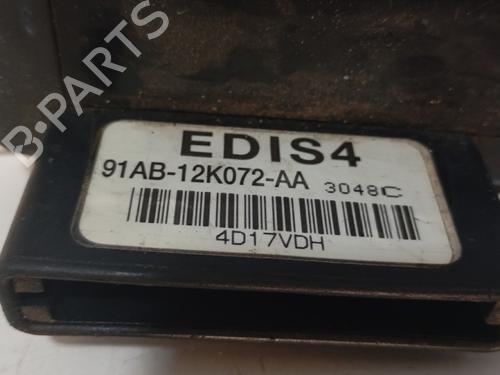 B-PARTS
EDIS4
91AB-12K072-AA 3048C
4D17VDH